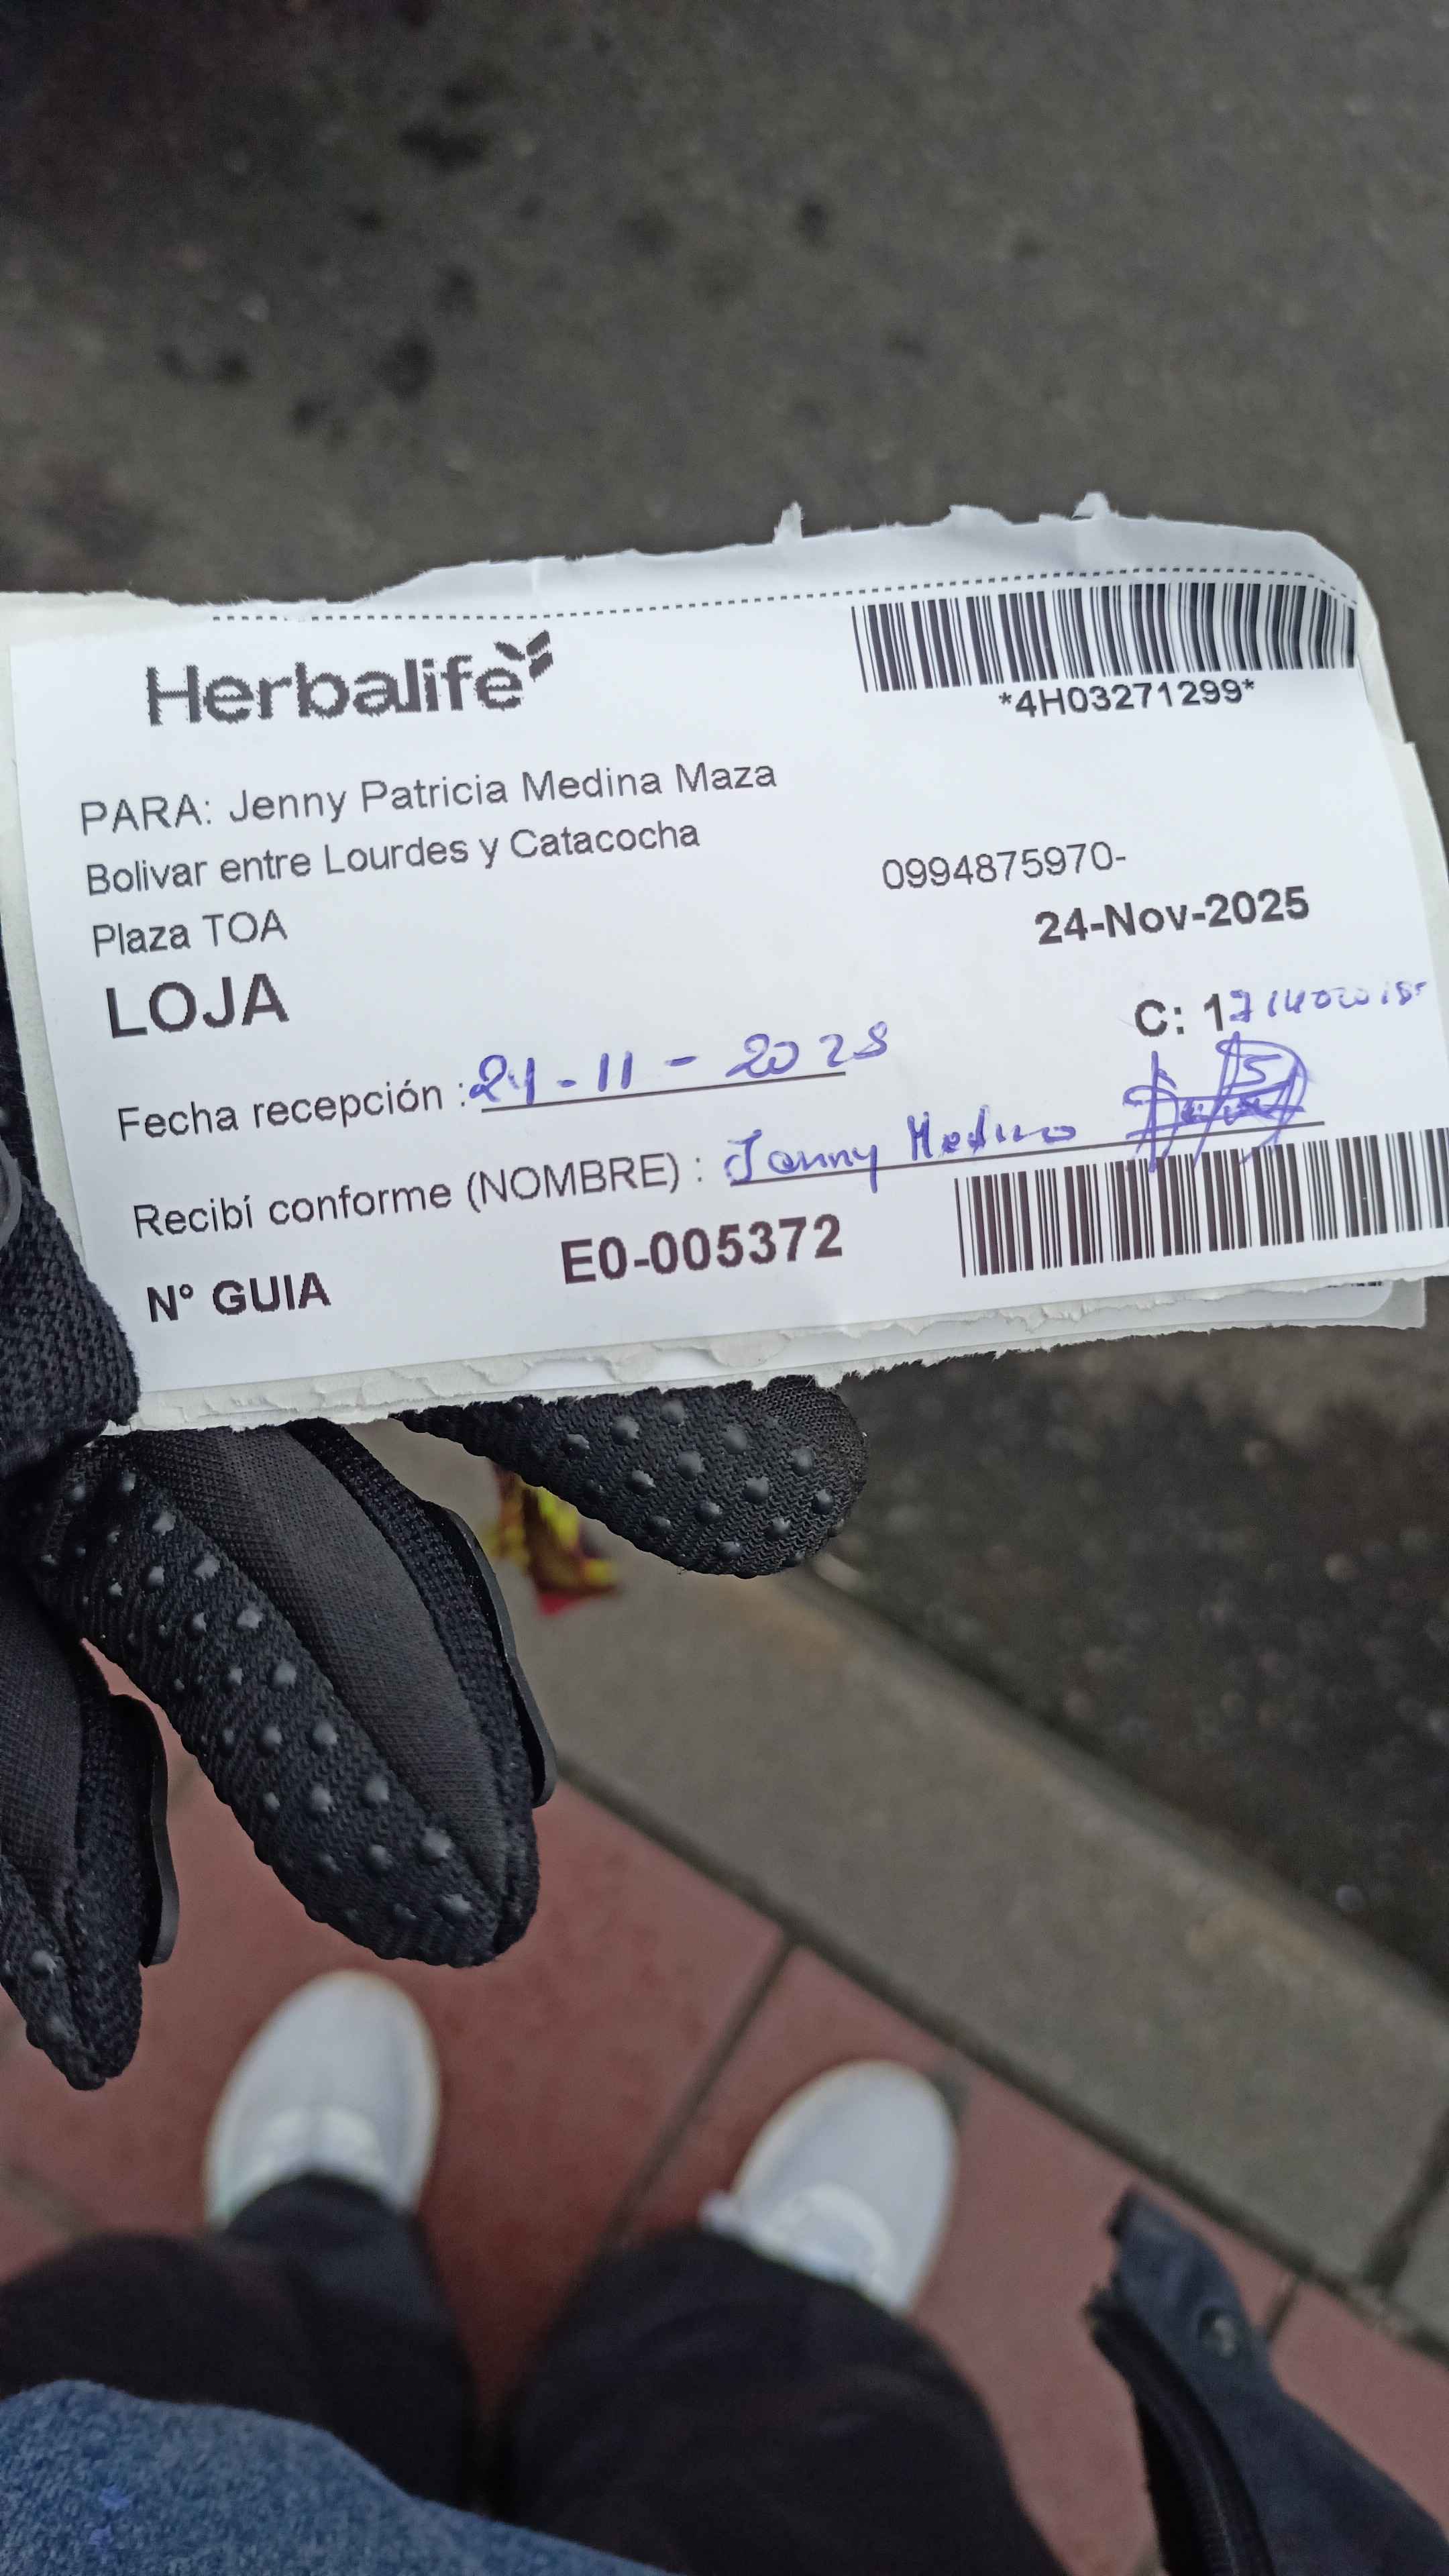 Herbalife
*4H03271299*
PARA: Jenny Patricia Medina Maza
Bolivar entre Lourdes y Catacocha
0994875970-
Plaza TOA
24-Nov-2025
LOJA
C: 1
Fecha recepción : 24-11-2025
Recibí conforme (NOMBRE) : Jenny Medina
N° GUIA E0-005372